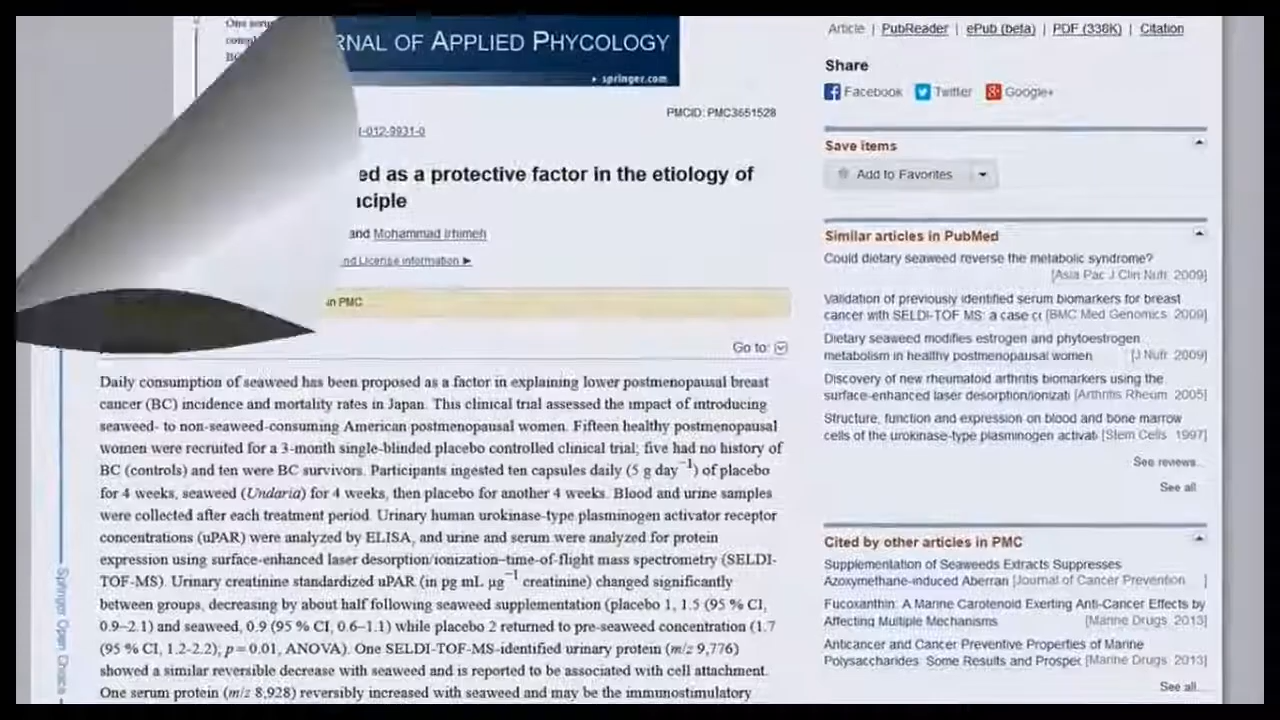 One
BC
RNAL OF APPLIED PHYCOLOGY
springer.com
PMCID: PMC3651528
-012-9931-0
ed as a protective factor in the etiology of
ciple
and Mohammad Irhimeh
nd License information ▶
in PMC
Go to:
Daily consumption of seaweed has been proposed as a factor in explaining lower postmenopausal breast
cancer (BC) incidence and mortality rates in Japan. This clinical trial assessed the impact of introducing
seaweed- to non-seaweed-consuming American postmenopausal women. Fifteen healthy postmenopausal
women were recruited for a 3-month single-blinded placebo controlled clinical trial; five had no history of
BC (controls) and ten were BC survivors. Participants ingested ten capsules daily (5 g day−1) of placebo
for 4 weeks, seaweed (Undaria) for 4 weeks, then placebo for another 4 weeks. Blood and urine samples
were collected after each treatment period. Urinary human urokinase-type plasminogen activator receptor
concentrations (uPAR) were analyzed by ELISA, and urine and serum were analyzed for protein
expression using surface-enhanced laser desorption/ionization–time-of-flight mass spectrometry (SELDI-
TOF-MS). Urinary creatinine standardized uPAR (in pg mL μg−1 creatinine) changed significantly
between groups, decreasing by about half following seaweed supplementation (placebo 1, 1.5 (95 % CI,
0.9–2.1) and seaweed, 0.9 (95 % CI, 0.6–1.1) while placebo 2 returned to pre-seaweed concentration (1.7
(95 % CI, 1.2-2.2); p = 0.01, ANOVA). One SELDI-TOF-MS-identified urinary protein (m/z 9,776)
showed a similar reversible decrease with seaweed and is reported to be associated with cell attachment.
One serum protein (m/z 8,928) reversibly increased with seaweed and may be the immunostimulatory
Springer Open Choice
Article | PubReader | ePub (beta) | PDF (336K) | Citation
Share
Facebook Twitter Google+
Save items
Add to Favorites
Similar articles in PubMed
Could dietary seaweed reverse the metabolic syndrome?
[Asia Pac J Clin Nutr. 2009]
Validation of previously identified serum biomarkers for breast
cancer with SELDI-TOF MS: a case cc [BMC Med Genomics. 2009]
Dietary seaweed modifies estrogen and phytoestrogen
metabolism in healthy postmenopausal women. [J Nutr. 2009]
Discovery of new rheumatoid arthritis biomarkers using the
surface-enhanced laser desorption/ionizati [Arthritis Rheum. 2005]
Structure, function and expression on blood and bone marrow
cells of the urokinase-type plasminogen activat [Stem Cells. 1997]
See reviews...
See all...
Cited by other articles in PMC
Supplementation of Seaweeds Extracts Suppresses
Azoxymethane-induced Aberran [Journal of Cancer Prevention. ]
Fucoxanthin: A Marine Carotenoid Exerting Anti-Cancer Effects by
Affecting Multiple Mechanisms [Marine Drugs. 2013]
Anticancer and Cancer Preventive Properties of Marine
Polysaccharides: Some Results and Prospec [Marine Drugs. 2013]
See all...